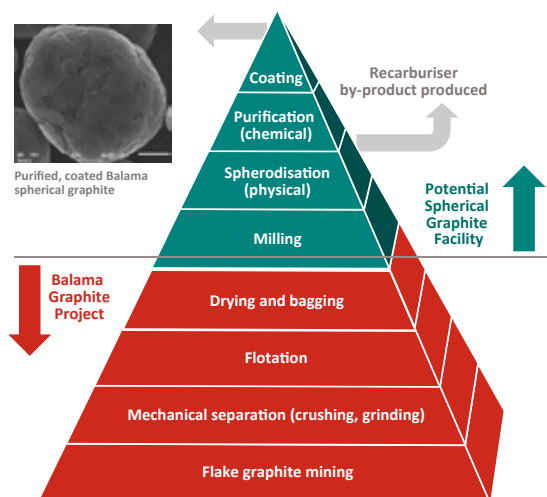 Coating
Purification
(chemical)
Spherodisation
(physical)
Milling
Drying and bagging
Flotation
Mechanical separation (crushing, grinding)
Flake graphite mining
Purified, coated Balama
spherical graphite
Recarburiser
by-product produced
Potential
Spherical
Graphite
Facility
Balama
Graphite
Project